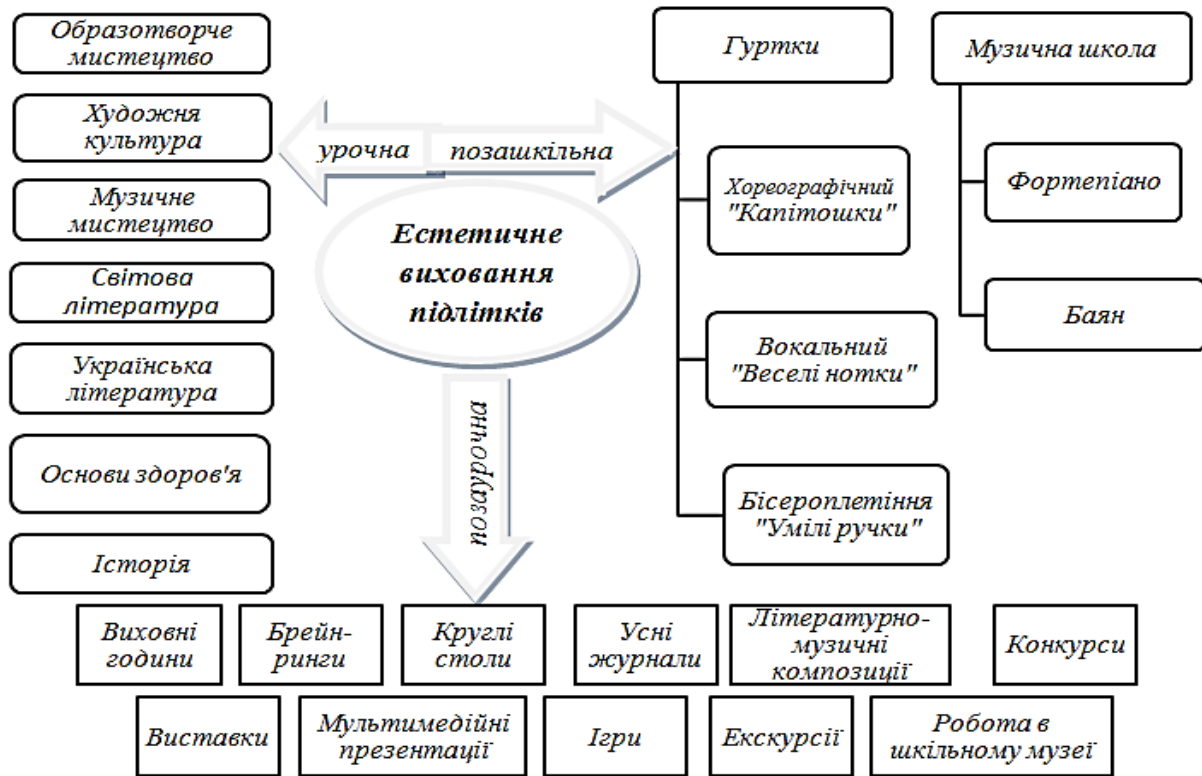 Образотворче
мистецтво
Художня
культура
Музичне
мистецтво
Світова
література
Українська
література
Основи здоров'я
Історія
урочна
позашкільна
Естетичне
виховання
підлітків
позаурочна
Гуртки
Хореографічний
"Капітошки"
Вокальний
"Веселі нотки"
Бісероплетіння
"Умілі ручки"
Музична школа
Фортепіано
Баян
Виховні
години
Брейн-
ринги
Круглі
столи
Усні
журнали
Літературно-
музичні
композиції
Конкурси
Виставки
Мультимедійні
презентації
Ігри
Екскурсії
Робота в
шкільному музеї